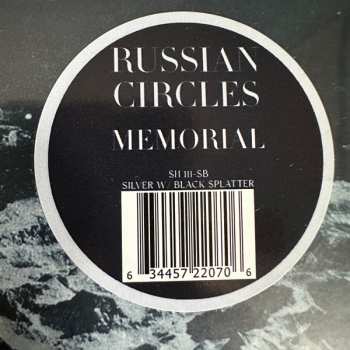 RUSSIAN
CIRCLES
MEMORIAL
SH 111-SB
SILVER W/ BLACK SPLATTER
6 34457 22070 6